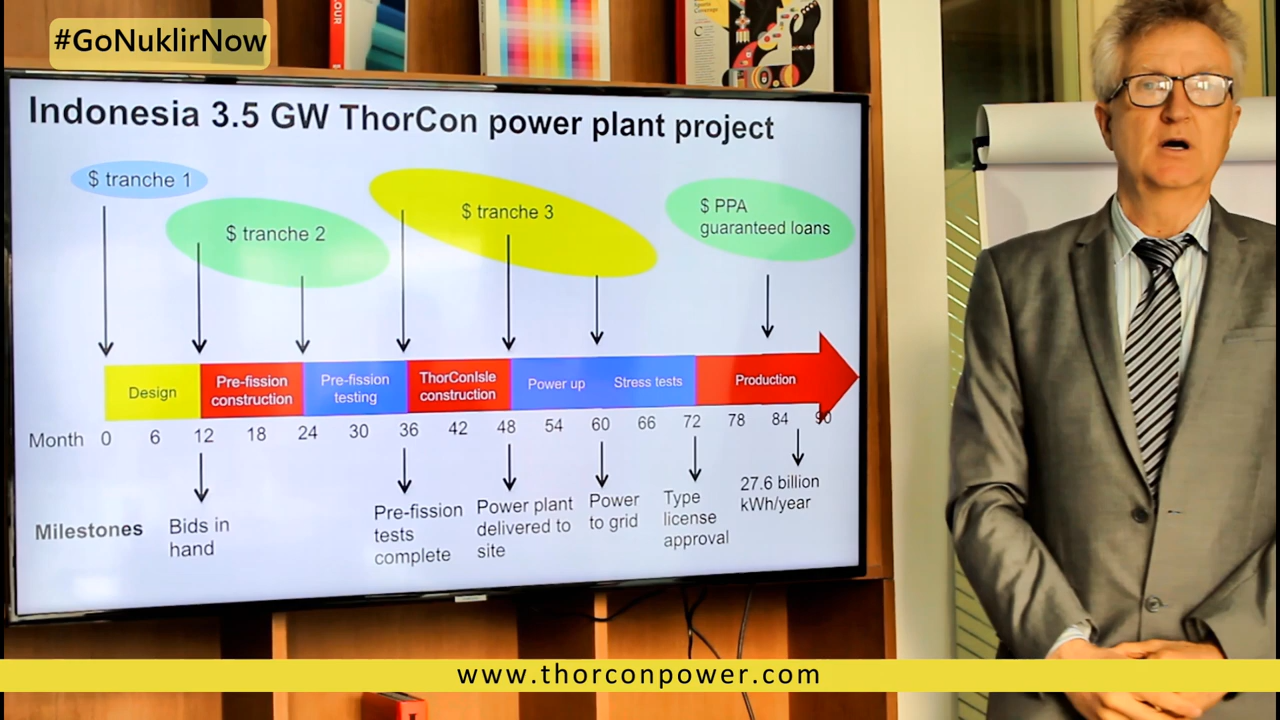 #GoNuklirNow
OUR
Indonesia 3.5 GW ThorCon power plant project
$ tranche 1
$ tranche 2
$ tranche 3
$ PPA
guaranteed loans
Design
Pre-fission
construction
Pre-fission
testing
ThorConIsle
construction
Power up
Stress tests
Production
Month 0 6 12 18 24 30 36 42 48 54 60 66 72 78 84 90
Milestones
Bids in
hand
Pre-fission
tests
complete
Power plant
delivered to
site
Power
to grid
Type
license
approval
27.6 billion
kWh/year
www.thorconpower.com